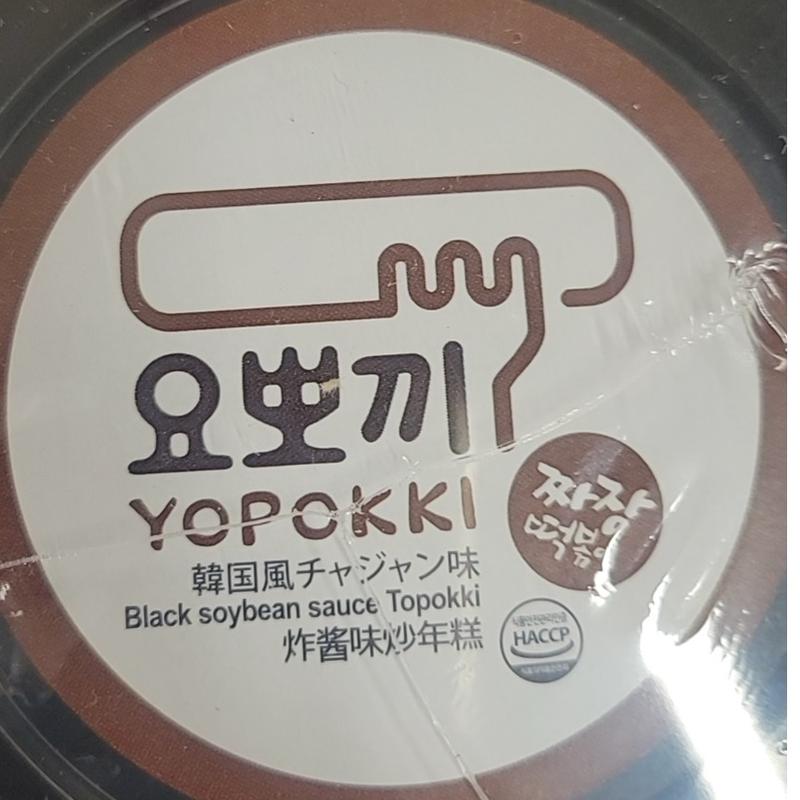 요뽀끼
YOPOKKI
짜장
떡볶이
韓国風チャジャン味
Black soybean sauce Topokki
炸酱味炒年糕
HACCP